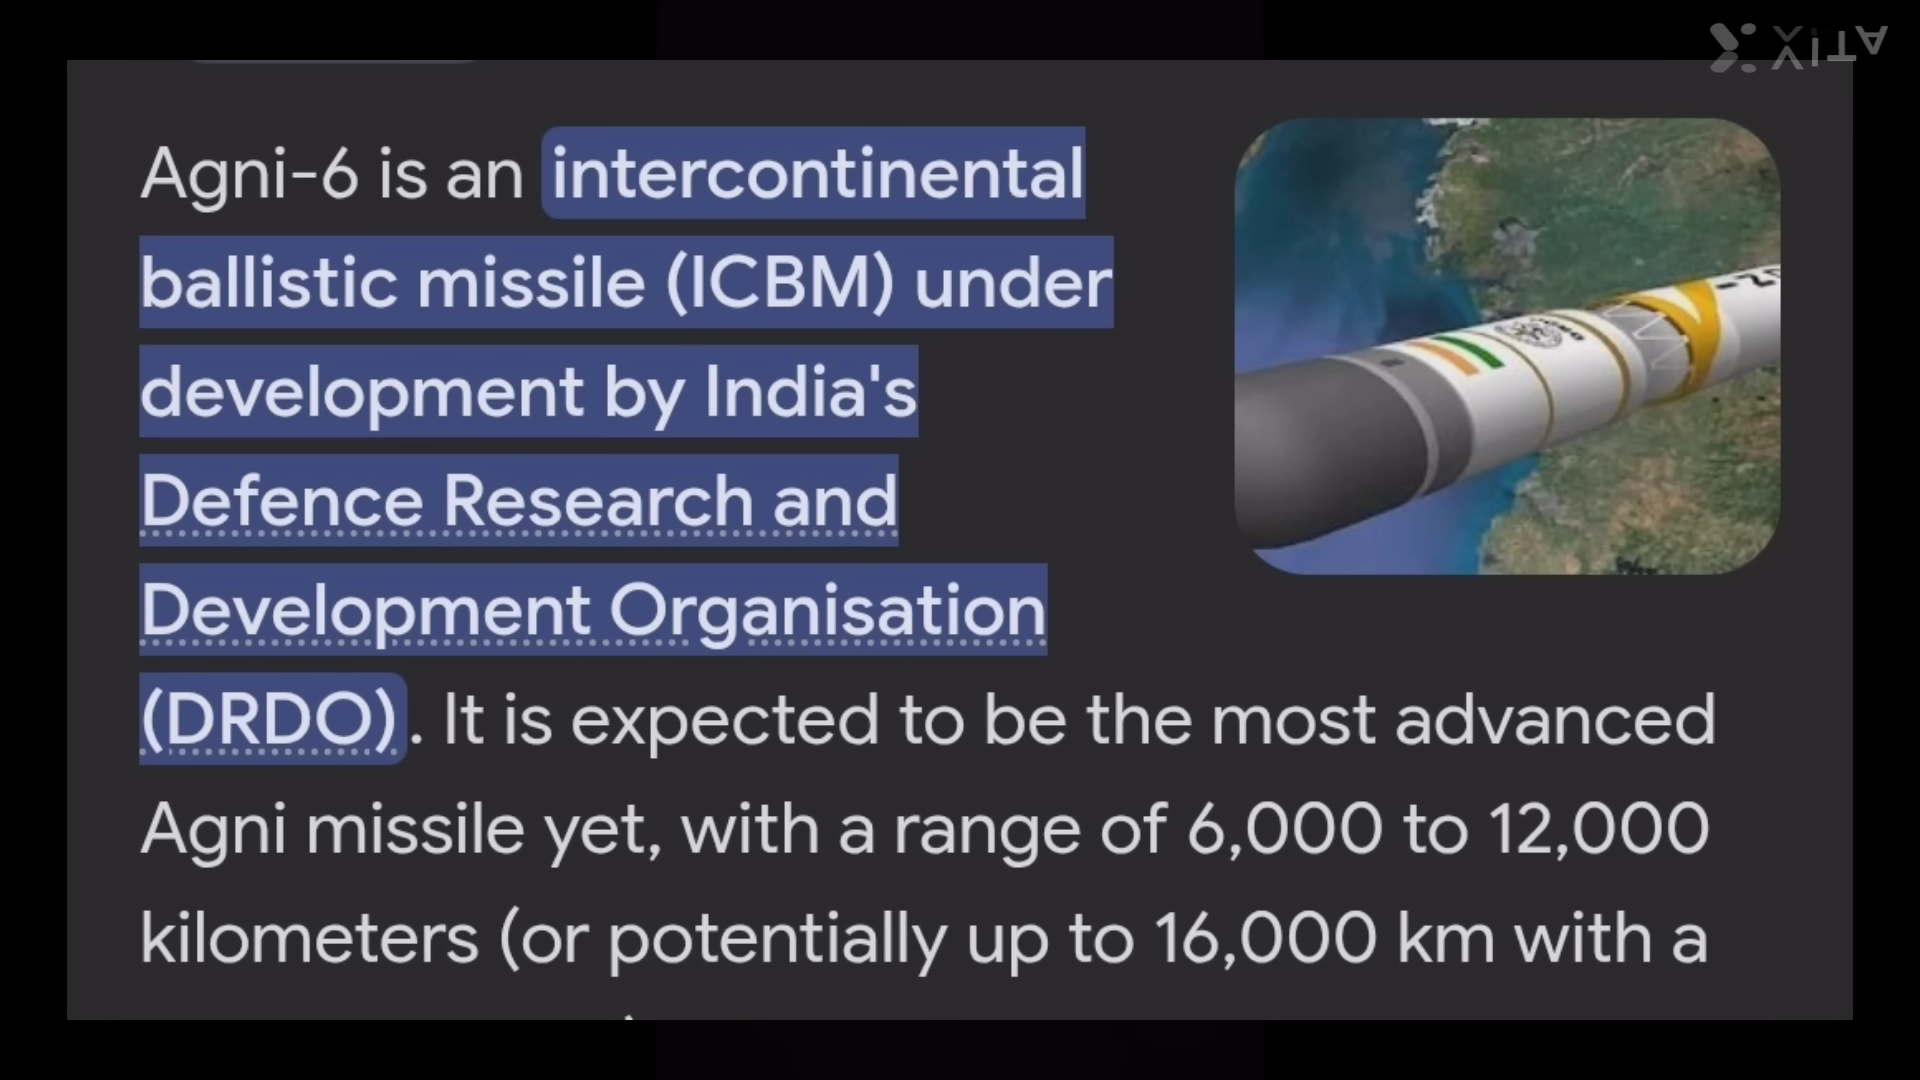 Agni-6 is an intercontinental
ballistic missile (ICBM) under
development by India's
Defence Research and
Development Organisation
(DRDO). It is expected to be the most advanced
Agni missile yet, with a range of 6,000 to 12,000
kilometers (or potentially up to 16,000 km with a